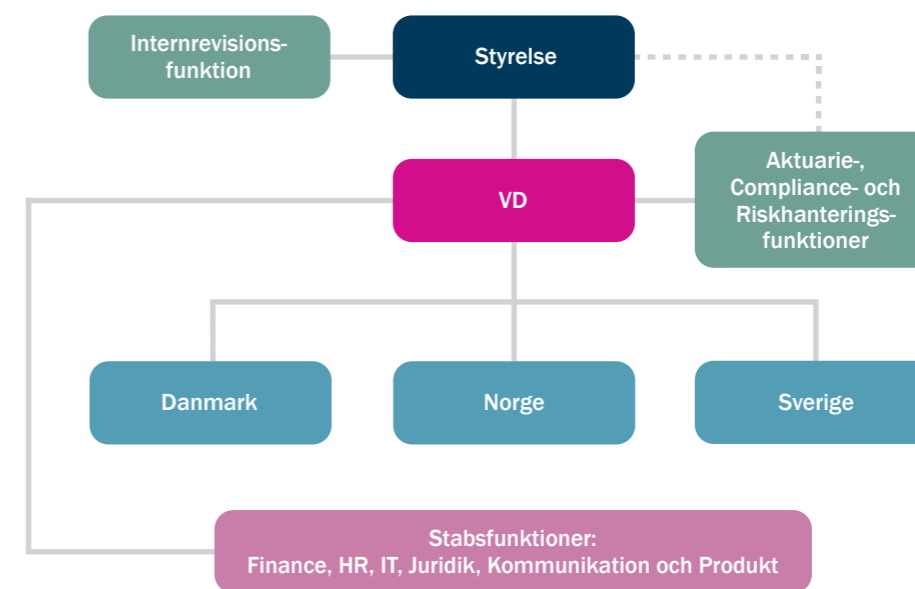 Internrevisions-
funktion
Styrelse
VD
Aktuarie-,
Compliance- och
Riskhanterings-
funktioner
Danmark
Norge
Sverige
Stabsfunktioner:
Finance, HR, IT, Juridik, Kommunikation och Produkt